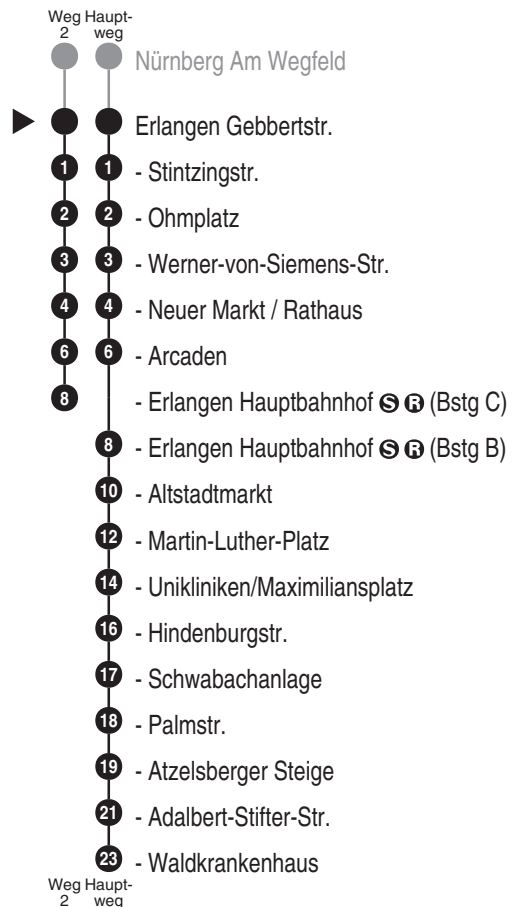 Weg Haupt-
2 weg
Nürnberg Am Wegfeld
Erlangen Gebbertstr.
1 1 - Stintzingstr.
2 2 - Ohmplatz
3 3 - Werner-von-Siemens-Str.
4 4 - Neuer Markt / Rathaus
6 6 - Arcaden
8 - Erlangen Hauptbahnhof S R (Bstg C)
8 - Erlangen Hauptbahnhof S R (Bstg B)
10 - Altstadtmarkt
12 - Martin-Luther-Platz
14 - Unikliniken/Maximiliansplatz
16 - Hindenburgstr.
17 - Schwabachanlage
18 - Palmstr.
19 - Atzelsberger Steige
21 - Adalbert-Stifter-Str.
23 - Waldkrankenhaus
Weg Haupt-
2 weg